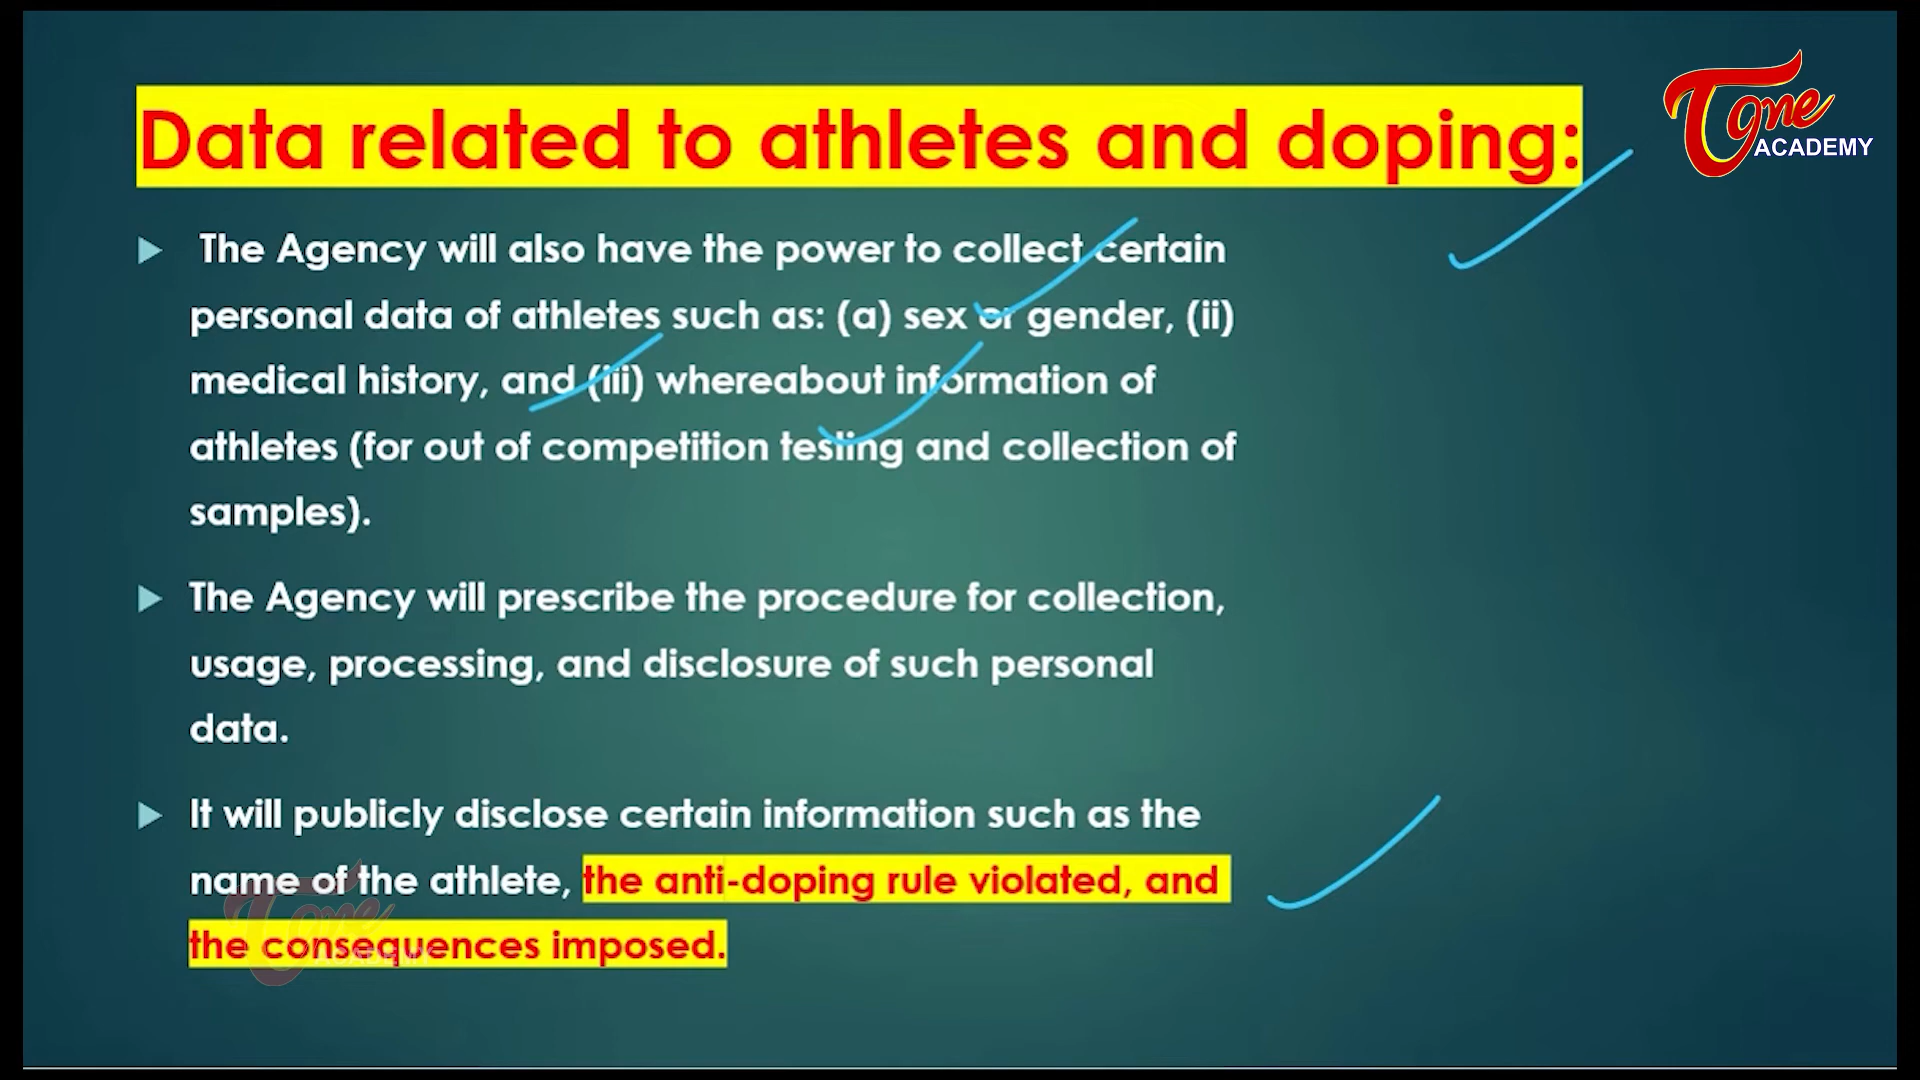 Data related to athletes and doping:
Tone
ACADEMY
The Agency will also have the power to collect certain
personal data of athletes such as: (a) sex or gender, (ii)
medical history, and (iii) whereabout information of
athletes (for out of competition testing and collection of
samples).
The Agency will prescribe the procedure for collection,
usage, processing, and disclosure of such personal
data.
It will publicly disclose certain information such as the
name of the athlete, the anti-doping rule violated, and
the consequences imposed.
Tone
ACADEMY